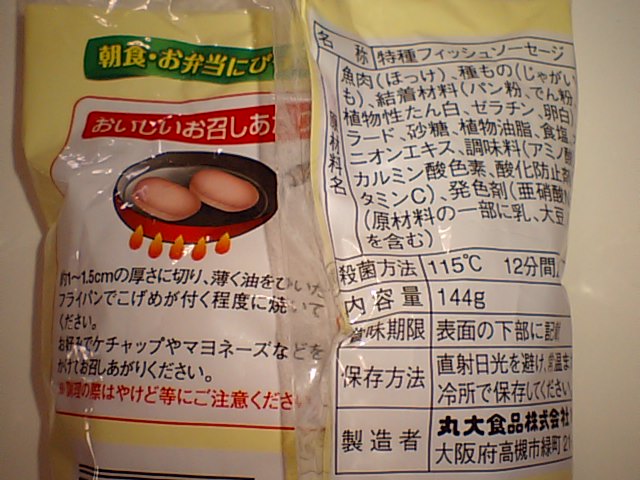 朝食・お弁当にぴ
おいしいお召しあが
約1～1.5cmの厚さに切り、薄く油をひいた
フライパンでこげめが付く程度に焼いて
ください。
お好みでケチャップやマヨネーズなどを
かけてお召しあがりください。
※調理の際はやけど等にご注意くださ
名 称 特種フィッシュソーセージ
原材料名
魚肉(ほっけ)、種もの(じゃがい
も)、結着材料(パン粉、でん粉、
植物性たん白、ゼラチン、卵白)
ラード、砂糖、植物油脂、食塩、
ニオンエキス、調味料(アミノ酸
カルミン酸色素、酸化防止剤
タミンC)、発色剤(亜硝酸N
(原材料の一部に乳、大豆
を含む)
殺菌方法 115℃ 12分間
内容量 144g
賞味期限 表面の下部に記載
保存方法 直射日光を避け、常温ま
冷所で保存してください
製造者 丸大食品株式会社
大阪府高槻市緑町21